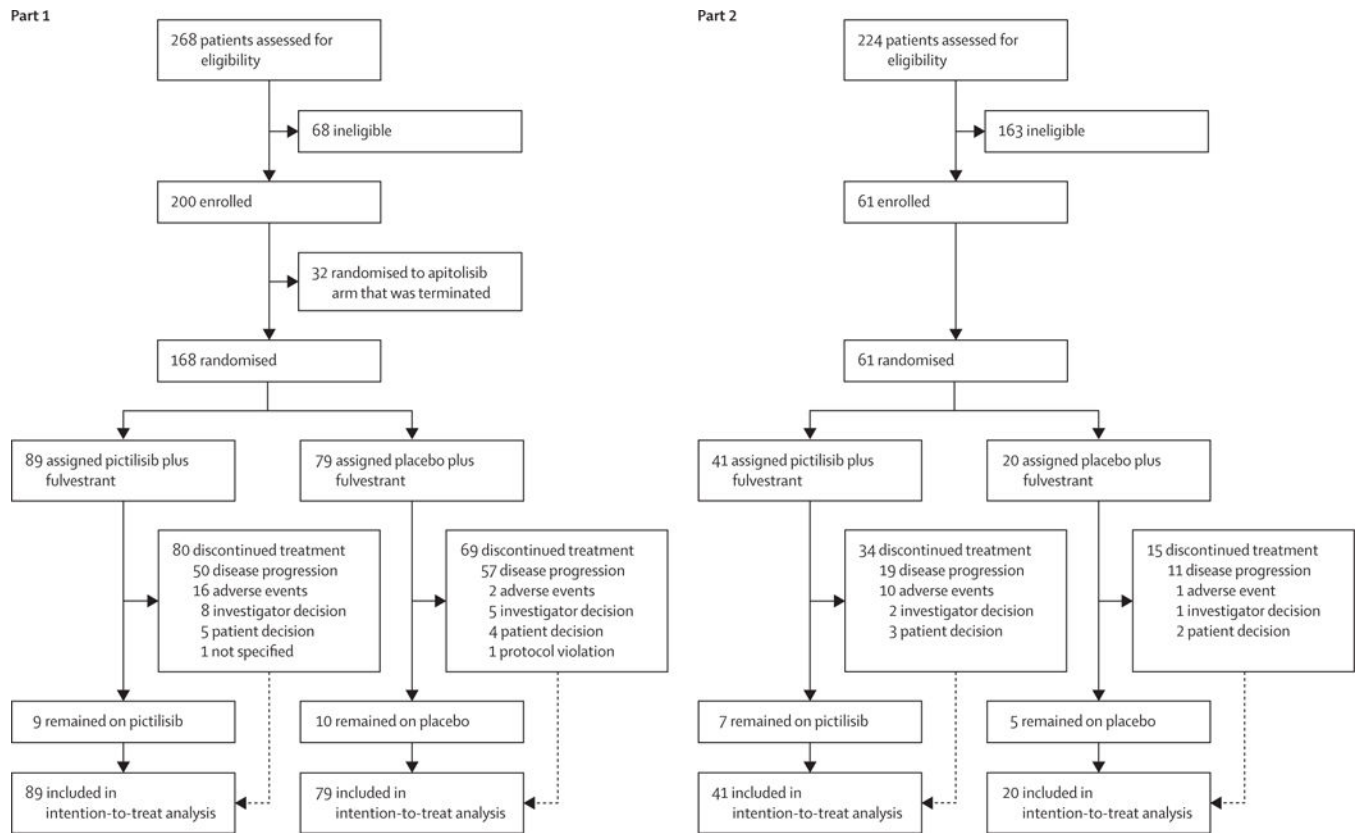 Part 1
268 patients assessed for
eligibility
68 ineligible
200 enrolled
32 randomised to apitolisib
arm that was terminated
168 randomised
89 assigned pictilisib plus
fulvestrant
79 assigned placebo plus
fulvestrant
80 discontinued treatment
50 disease progression
16 adverse events
8 investigator decision
5 patient decision
1 not specified
69 discontinued treatment
57 disease progression
2 adverse events
5 investigator decision
4 patient decision
1 protocol violation
9 remained on pictilisib
10 remained on placebo
89 included in
intention-to-treat analysis
79 included in
intention-to-treat analysis
Part 2
224 patients assessed for
eligibility
163 ineligible
61 enrolled
61 randomised
41 assigned pictilisib plus
fulvestrant
20 assigned placebo plus
fulvestrant
34 discontinued treatment
19 disease progression
10 adverse events
2 investigator decision
3 patient decision
15 discontinued treatment
11 disease progression
1 adverse event
1 investigator decision
2 patient decision
7 remained on pictilisib
5 remained on placebo
41 included in
intention-to-treat analysis
20 included in
intention-to-treat analysis